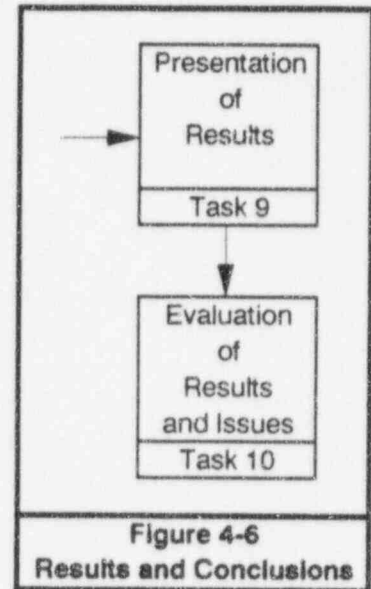 Presentation
of
Results
Task 9
Evaluation
of
Results
and Issues
Task 10
Figure 4-6
Results and Conclusions